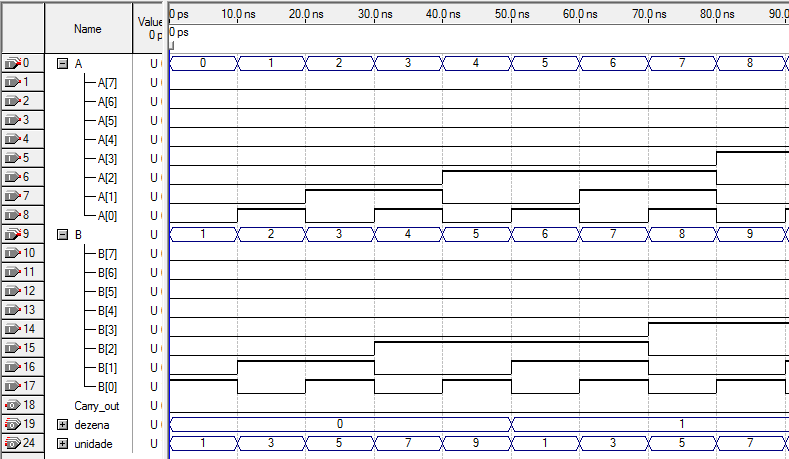 Name Value 0 ps 10.0 ns 20.0 ns 30.0 ns 40.0 ns 50.0 ns 60.0 ns 70.0 ns 80.0 ns 90.0
0 p 0 ps
0 A U 0 1 2 3 4 5 6 7 8
1 A[7] U
2 A[6] U
3 A[5] U
4 A[4] U
5 A[3] U
6 A[2] U
7 A[1] U
8 A[0] U
9 B U 1 2 3 4 5 6 7 8 9
10 B[7] U
11 B[6] U
12 B[5] U
13 B[4] U
14 B[3] U
15 B[2] U
16 B[1] U
17 B[0] U
18 Carry_out U
19 dezena U 0 1
24 unidade U 1 3 5 7 9 1 3 5 7